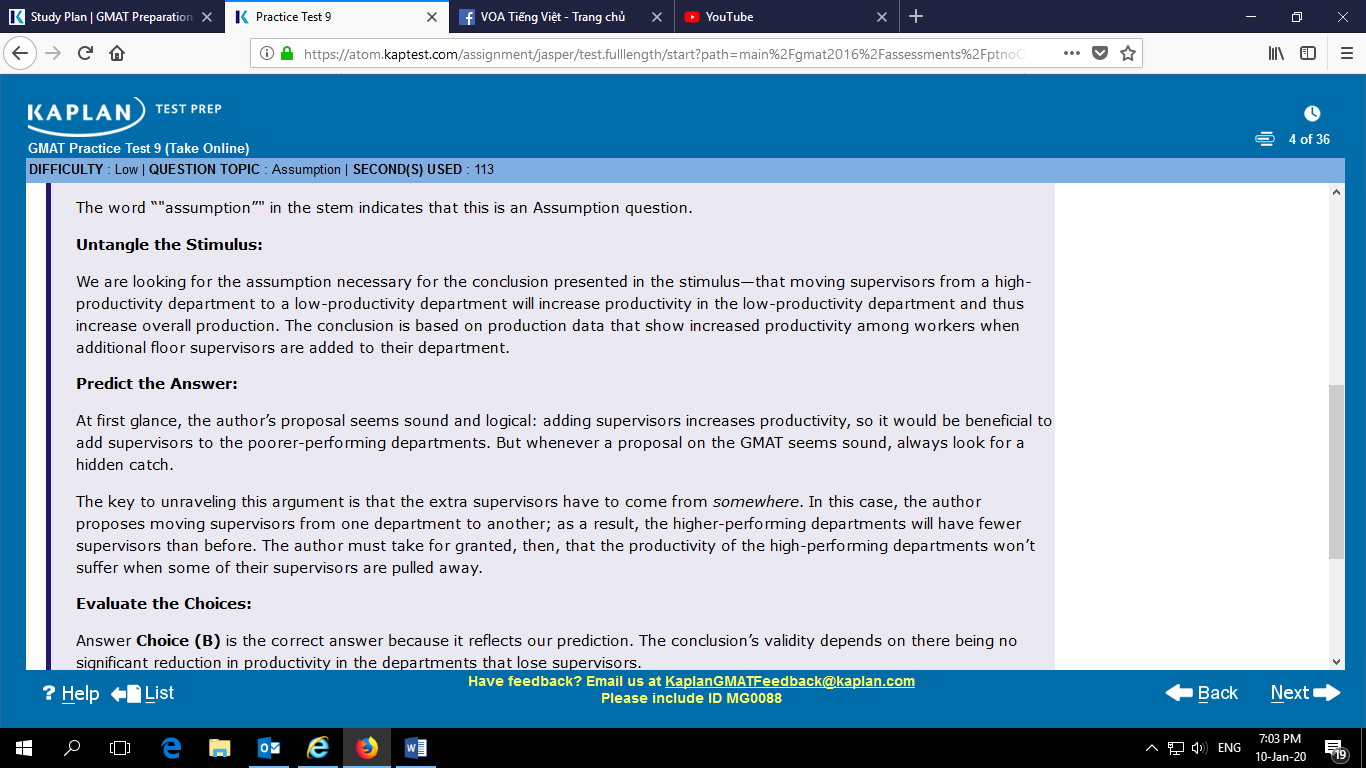 Study Plan | GMAT Preparation
Practice Test 9
VOA Tiếng Việt - Trang chủ
YouTube
https://atom.kaptest.com/assignment/jasper/test.fulllength/start?path=main%2Fgmat2016%2Fassessments%2Fptno
KAPLAN TEST PREP
GMAT Practice Test 9 (Take Online)
4 of 36
DIFFICULTY : Low | QUESTION TOPIC : Assumption | SECOND(S) USED : 113
The word “"assumption”" in the stem indicates that this is an Assumption question.
Untangle the Stimulus:
We are looking for the assumption necessary for the conclusion presented in the stimulus—that moving supervisors from a high-
productivity department to a low-productivity department will increase productivity in the low-productivity department and thus
increase overall production. The conclusion is based on production data that show increased productivity among workers when
additional floor supervisors are added to their department.
Predict the Answer:
At first glance, the author’s proposal seems sound and logical: adding supervisors increases productivity, so it would be beneficial to
add supervisors to the poorer-performing departments. But whenever a proposal on the GMAT seems sound, always look for a
hidden catch.
The key to unraveling this argument is that the extra supervisors have to come from somewhere. In this case, the author
proposes moving supervisors from one department to another; as a result, the higher-performing departments will have fewer
supervisors than before. The author must take for granted, then, that the productivity of the high-performing departments won’t
suffer when some of their supervisors are pulled away.
Evaluate the Choices:
Answer Choice (B) is the correct answer because it reflects our prediction. The conclusion’s validity depends on there being no
significant reduction in productivity in the departments that lose supervisors.
? Help
List
Have feedback? Email us at KaplanGMATFeedback@kaplan.com
Please include ID MG0088
Back
Next
ENG
7:03 PM
10-Jan-20
19